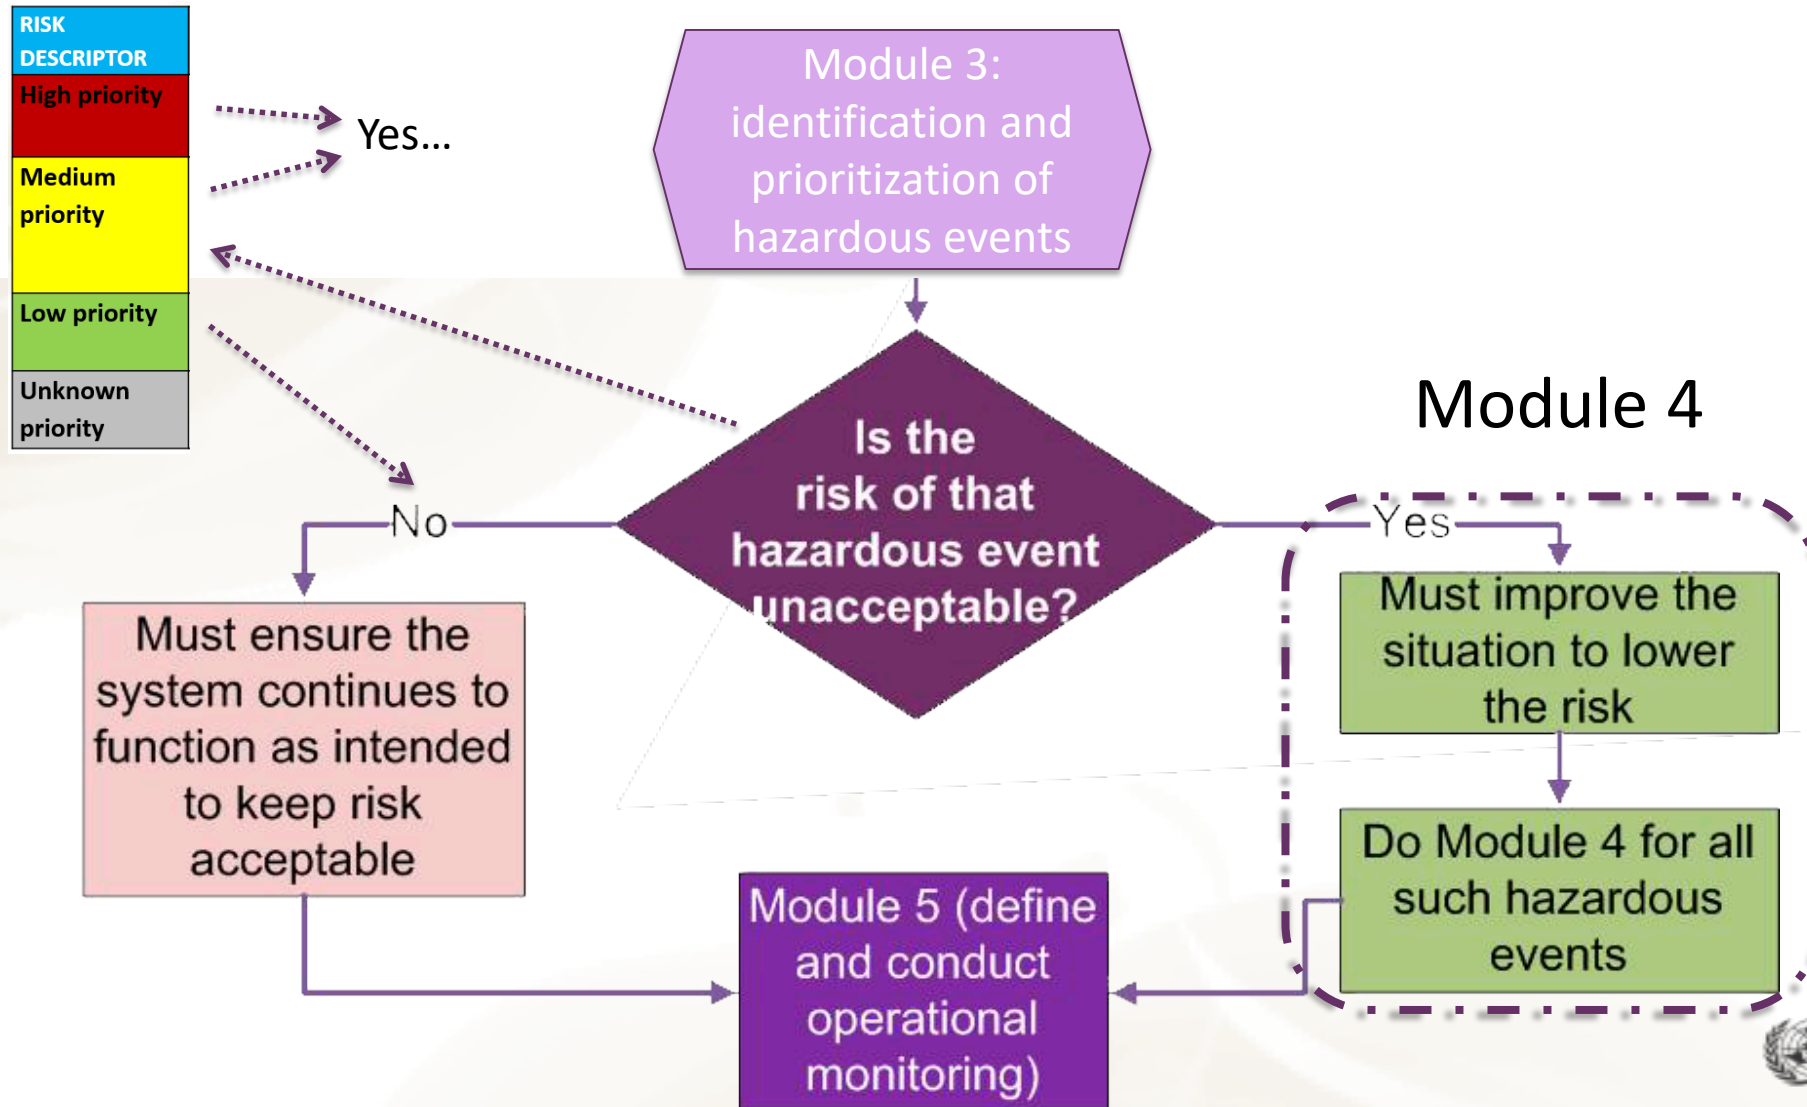 RISK
DESCRIPTOR
High priority
Medium
priority
Low priority
Unknown
priority
Yes...
Module 3:
identification and
prioritization of
hazardous events
Is the
risk of that
hazardous event
unacceptable?
No
Must ensure the
system continues to
function as intended
to keep risk
acceptable
Module 4
Yes
Must improve the
situation to lower
the risk
Do Module 4 for all
such hazardous
events
Module 5 (define
and conduct
operational
monitoring)